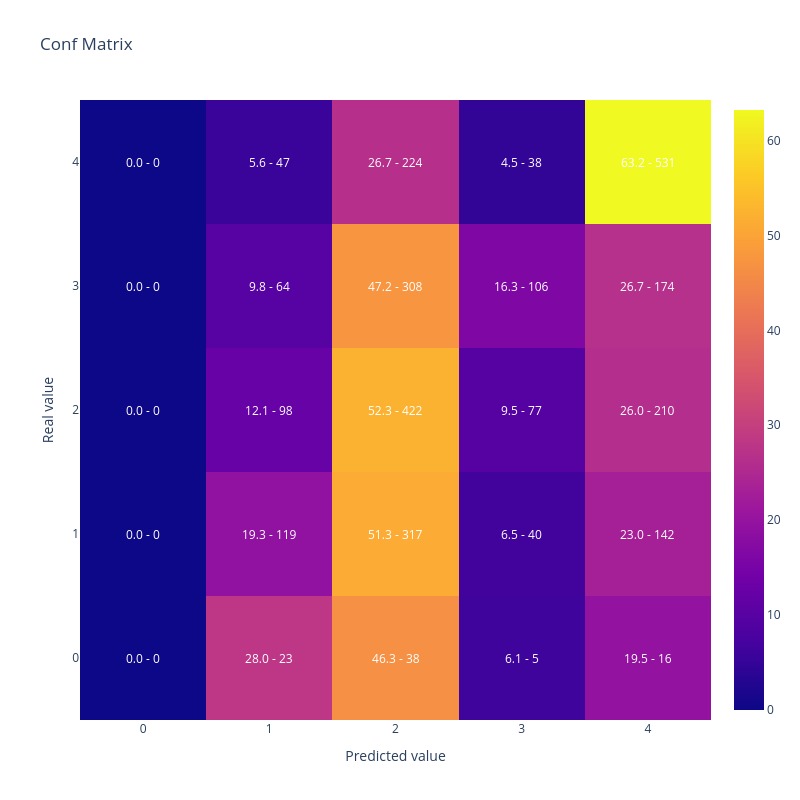 Conf Matrix
4 0.0 - 0 5.6 - 47 26.7 - 224 4.5 - 38 63.2 - 531
3 0.0 - 0 9.8 - 64 47.2 - 308 16.3 - 106 26.7 - 174
2 0.0 - 0 12.1 - 98 52.3 - 422 9.5 - 77 26.0 - 210
1 0.0 - 0 19.3 - 119 51.3 - 317 6.5 - 40 23.0 - 142
0 0.0 - 0 28.0 - 23 46.3 - 38 6.1 - 5 19.5 - 16
0 1 2 3 4
Predicted value
Real value
60
50
40
30
20
10
0